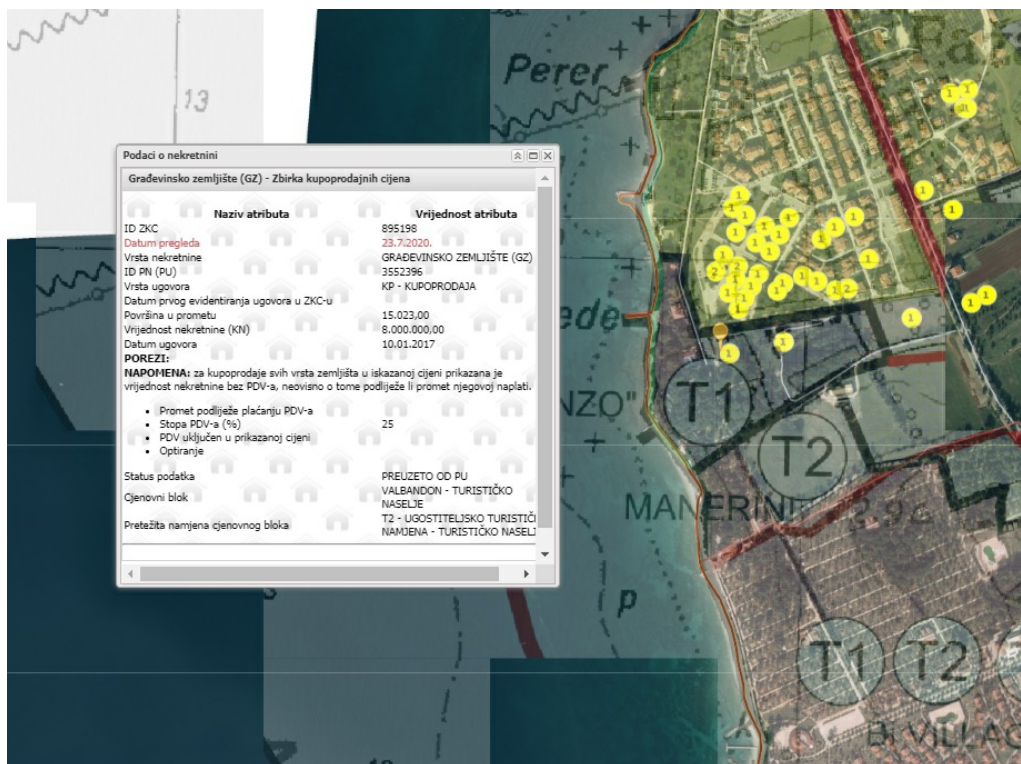 13
Perer
Podaci o nekretnini
Građevinsko zemljište (GZ) - Zbirka kupoprodajnih cijena
Naziv atributa Vrijednost atributa
ID ZKC 895198
Datum pregleda 23.7.2020.
Vrsta nekretnine GRAĐEVINSKO ZEMLJIŠTE (GZ)
ID PN (PU) 3552396
Vrsta ugovora KP - KUPOPRODAJA
Datum prvog evidentiranja ugovora u ZKC-u
Površina u prometu 15.023,00
Vrijednost nekretnine (KN) 8.000.000,00
Datum ugovora 10.01.2017
POREZI:
NAPOMENA: za kupoprodaje svih vrsta zemljišta u iskazanoj cijeni prikazana je
vrijednost nekretnine bez PDV-a, neovisno o tome podliježe li promet njegovoj naplati.
• Promet podliježe plaćanju PDV-a
• Stopa PDV-a (%) 25
• PDV uključen u prikazanoj cijeni
• Optiranje
Status podatka PREUZETO OD PU
Cjenovni blok VALBANDON - TURISTIČKO
NASELJE
Pretežita namjena cjenovnog bloka T2 - UGOSTITELJSKO TURISTIČ
NAMJENA - TURISTIČKO NASELJ
ede
NZO"
T1
T2
MANERINI
p
T1 T2
BI VILLAG